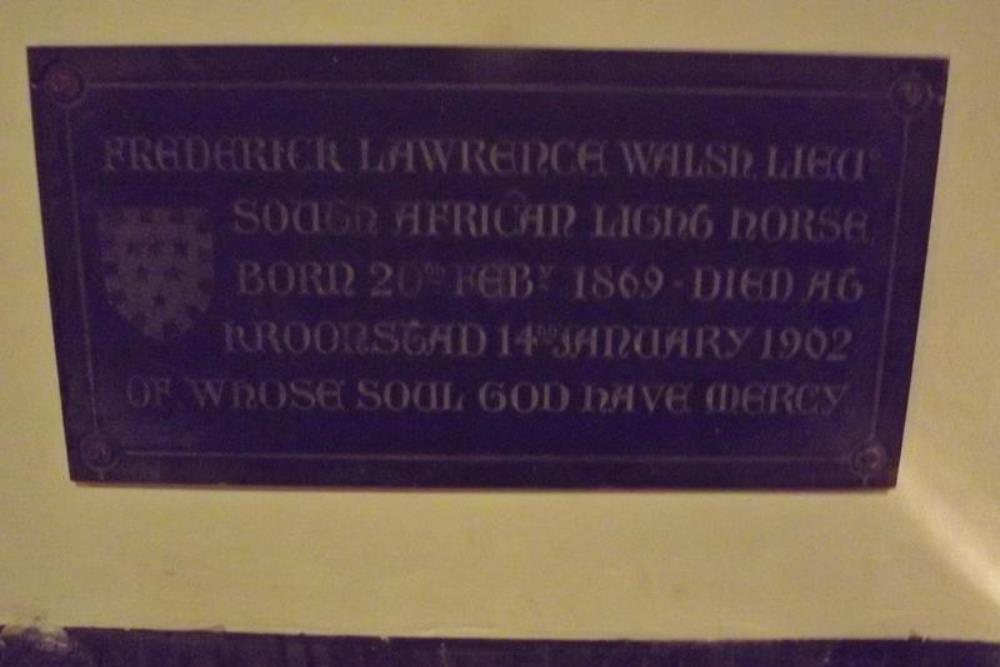 FREDERICK LAWRENCE WALSH, LIEUT
SOUTH AFRICAN LIGHT HORSE,
BORN 20TH FEBY 1869 - DIED AT
KROONSTAD 14TH JANUARY 1902
OF WHOSE SOUL GOD HAVE MERCY.